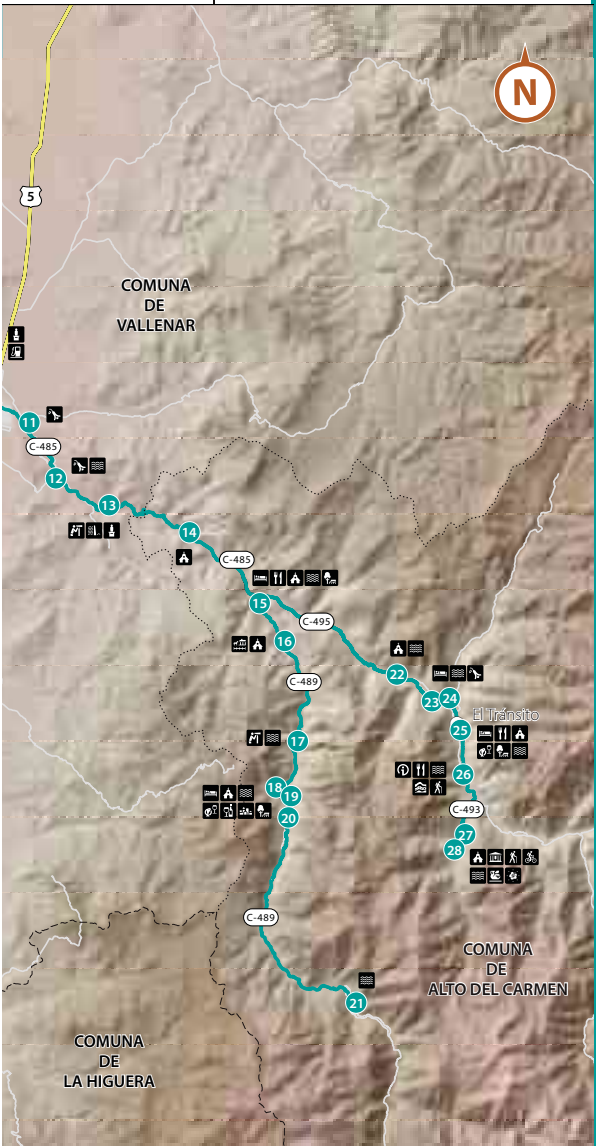 N
5
COMUNA
DE
VALLENAR
11
C-485
12
13
14
C-485
15
C-495
16
22
C-489
24
23
El Tránsito
25
17
26
18
19
C-493
20
27
28
C-489
COMUNA
DE
ALTO DEL CARMEN
21
COMUNA
DE
LA HIGUERA